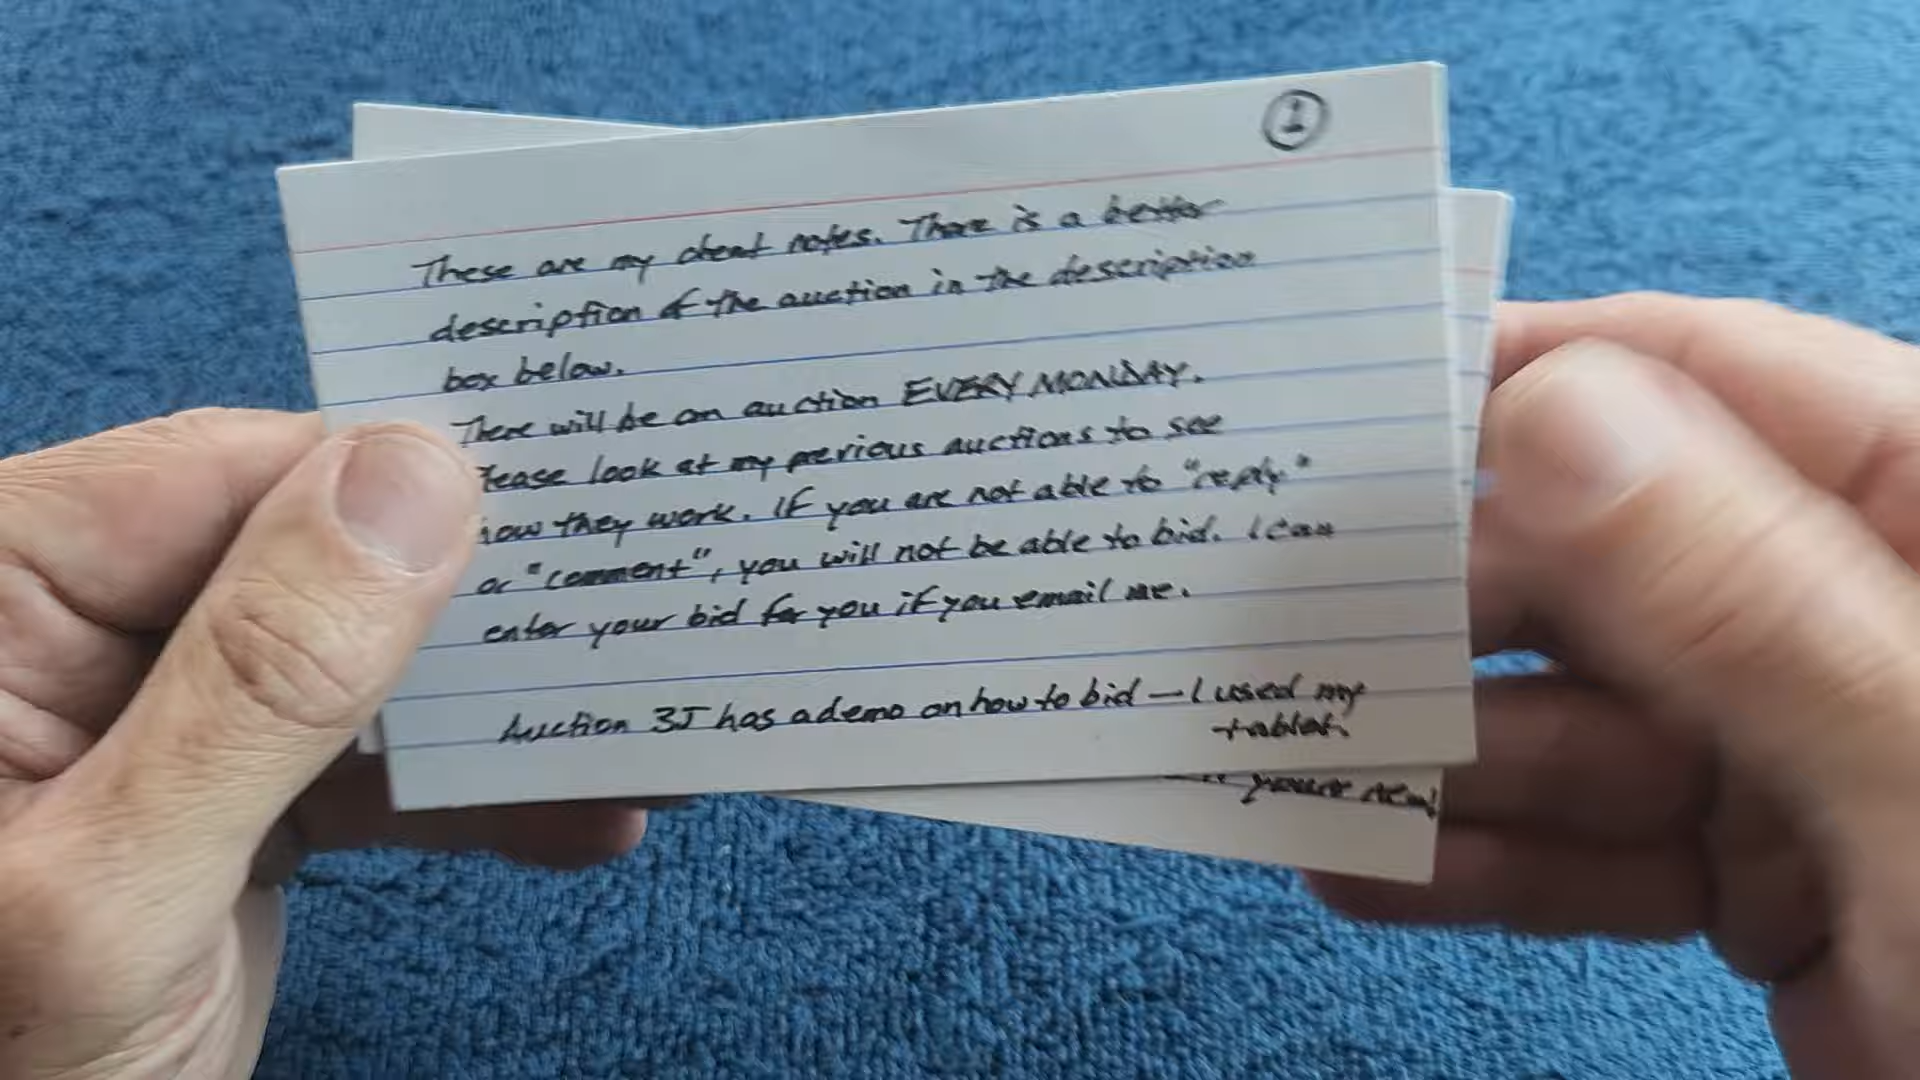 1
These are my cheat notes. There is a better
description of the auction in the description
box below.
There will be an auction EVERY MONDAY.
lease look at my previous auctions to see
how they work. If you are not able to "reply"
or "comment", you will not be able to bid. I can
enter your bid for you if you email me.
Auction 3J has a demo on how to bid — I used my
tablet.